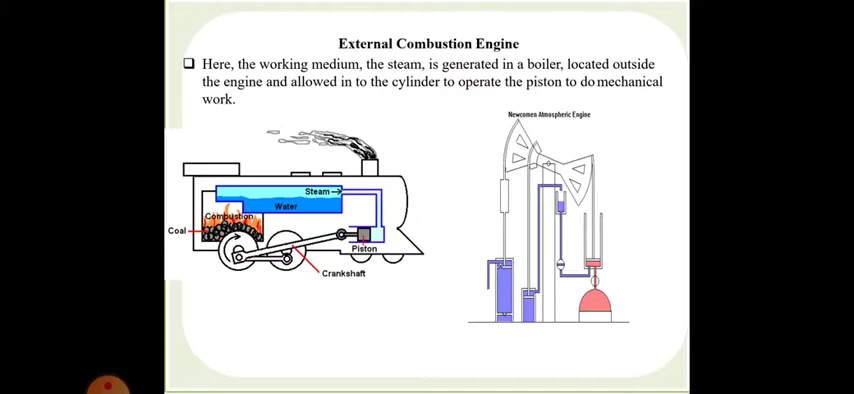 External Combustion Engine
❑ Here, the working medium, the steam, is generated in a boiler, located outside
the engine and allowed in to the cylinder to operate the piston to do mechanical
work.
Newcomen Atmospheric Engine
Steam
Water
Combustion
Coal
Piston
Crankshaft